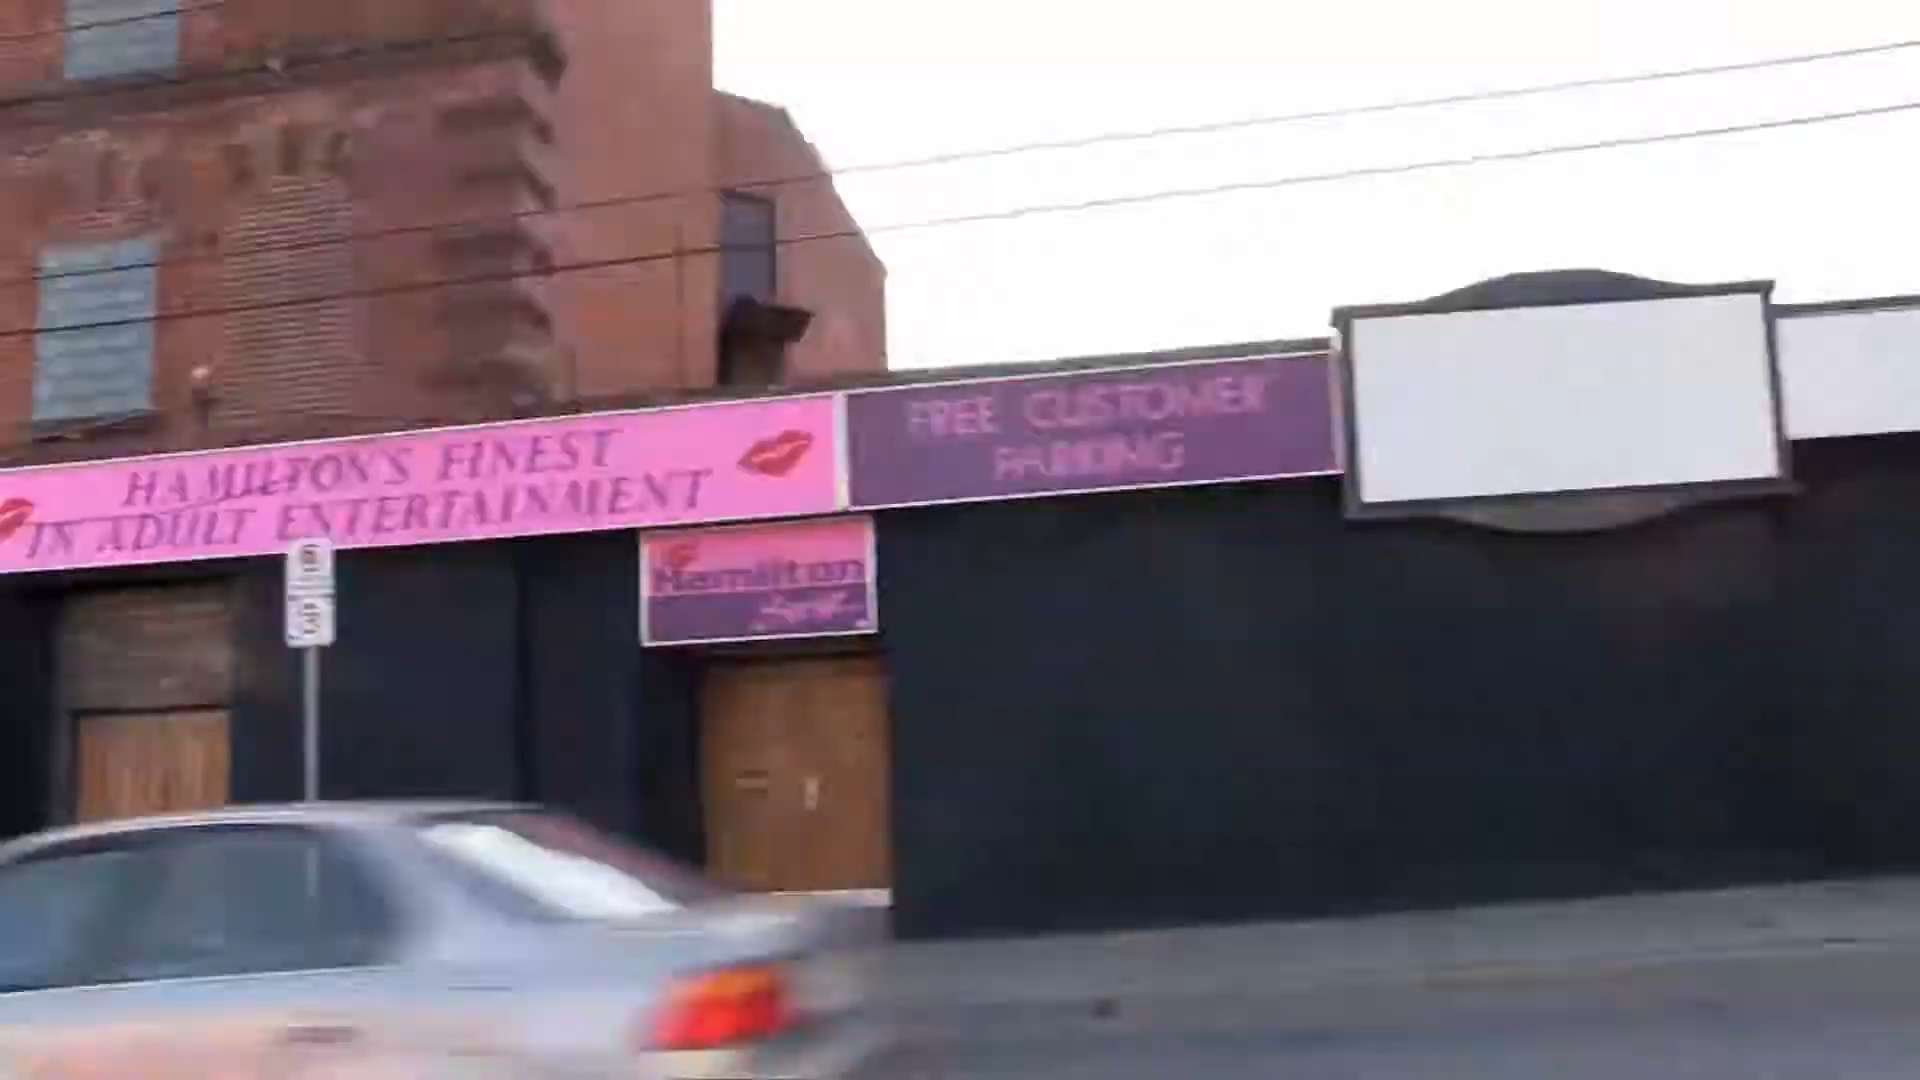 HAMILTON'S FINEST
IN ADULT ENTERTAINMENT
FREE CUSTOMER
PARKING
Hamilton